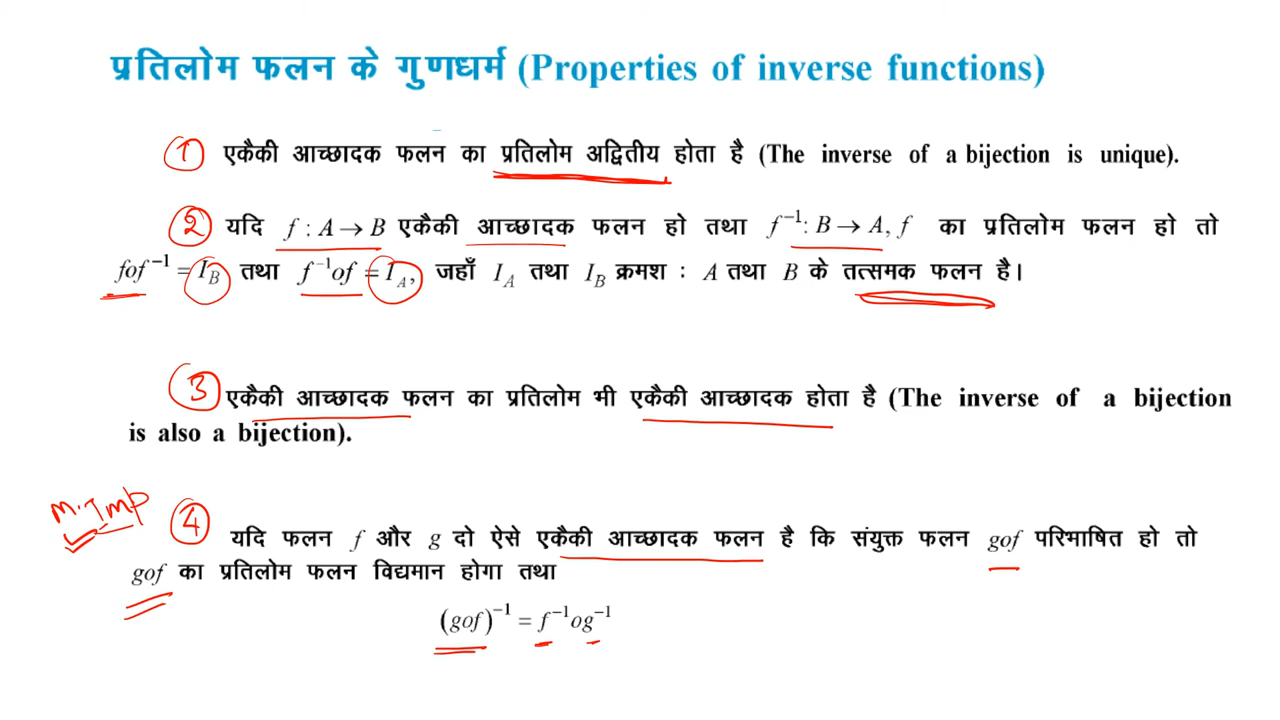 प्रतिलोम फलन के गुणधर्म (Properties of inverse functions)
① एकैकी आच्छादक फलन का प्रतिलोम अद्वितीय होता है (The inverse of a bijection is unique).
② यदि f : A → B एकैकी आच्छादक फलन हो तथा f⁻¹: B → A, f का प्रतिलोम फलन हो तो
fof⁻¹ = I_B तथा f⁻¹of = I_A, जहाँ I_A तथा I_B क्रमश : A तथा B के तत्समक फलन है।
③ एकैकी आच्छादक फलन का प्रतिलोम भी एकैकी आच्छादक होता है (The inverse of a bijection
is also a bijection).
M. Imp
④ यदि फलन f और g दो ऐसे एकैकी आच्छादक फलन है कि संयुक्त फलन gof परिभाषित हो तो
gof का प्रतिलोम फलन विद्यमान होगा तथा
(gof)⁻¹ = f⁻¹og⁻¹